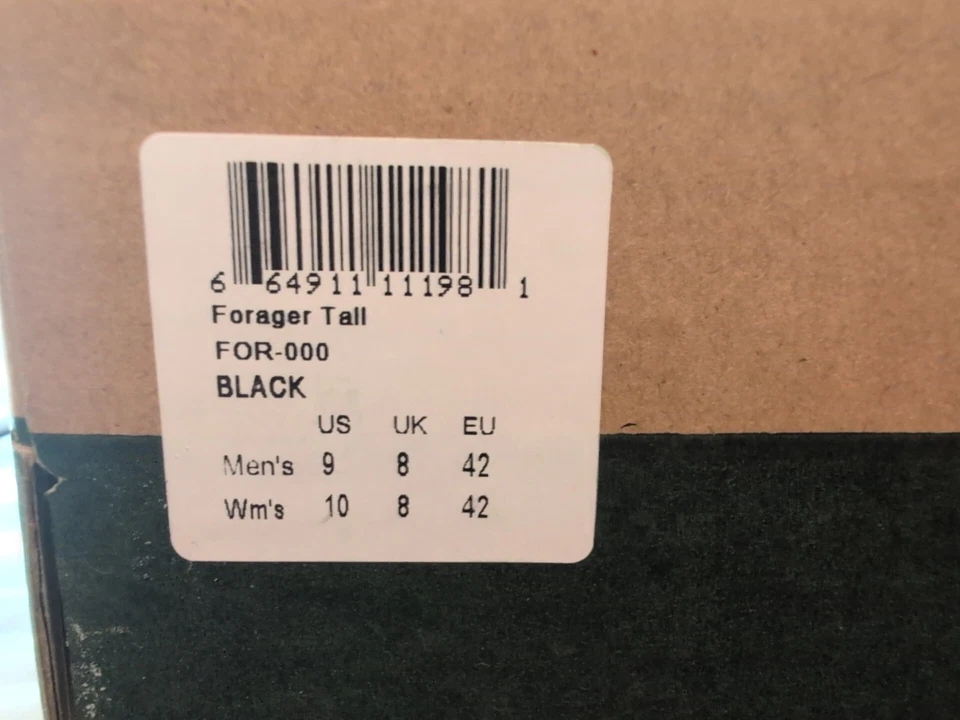 6 64911 11198 1
Forager Tall
FOR-000
BLACK
US UK EU
Men's 9 8 42
Wm's 10 8 42